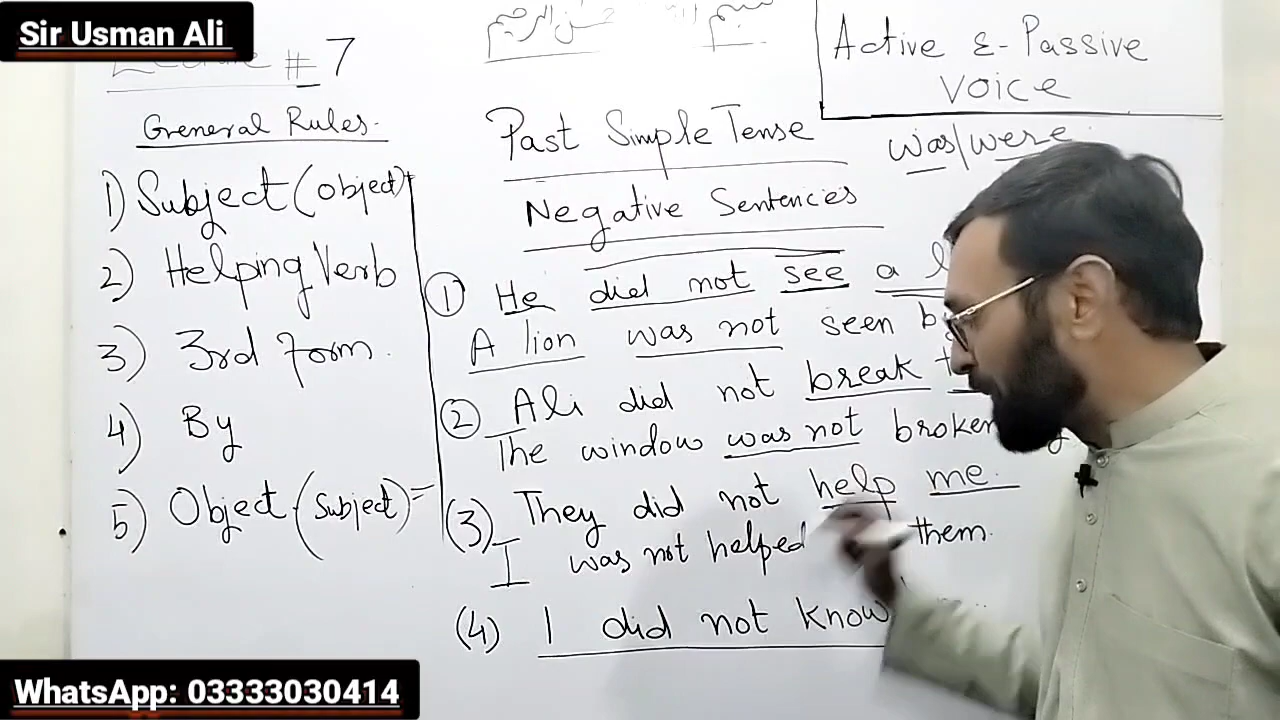 Sir Usman Ali
Lecture # 7
General Rules.
1) Subject (object)
2) Helping Verb
3) 3rd form.
4) By
5) Object (Subject)
Active & Passive
Voice
Past Simple Tense
was/were
Negative Sentences
① He did not see a
A lion was not seen
② Ali did not break
The window was not broken
(3) They did not help me.
I was not helped them.
(4) I did not know
WhatsApp: 03333030414